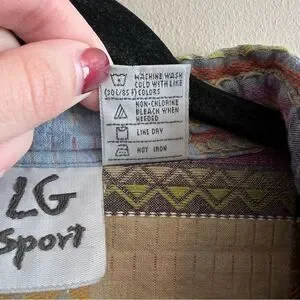 MACHINE WASH
COLD WITH LIKE
(30C/85F) COLORS
NON-CHLORINE
BLEACH WHEN
NEEDED
LINE DRY
HOT IRON
LG
Sport